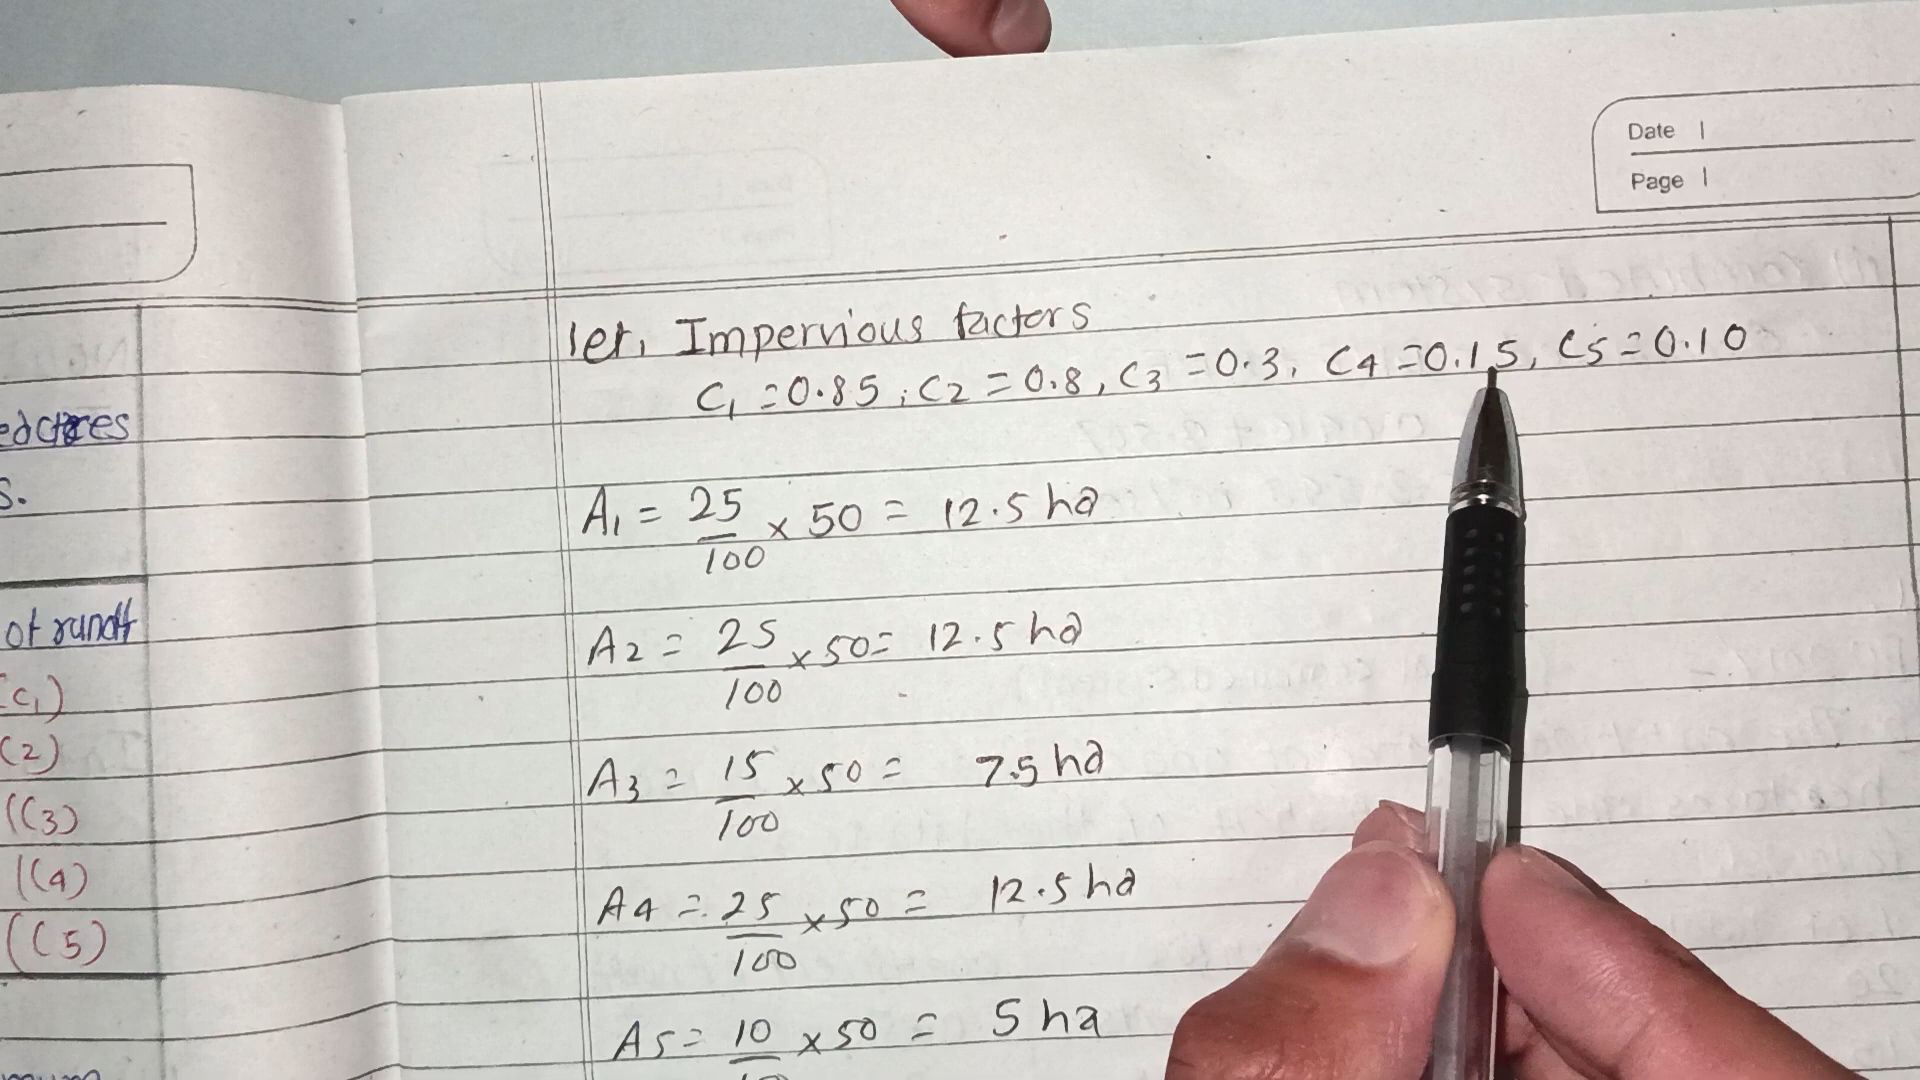 Date
Page
let, Impervious factors
C1 = 0.85, C2 = 0.8, C3 = 0.3, C4 = 0.15, C5 = 0.10
A1 = 25/100 × 50 = 12.5 ha
A2 = 25/100 × 50 = 12.5 ha
A3 = 15/100 × 50 = 7.5 ha
A4 = 25/100 × 50 = 12.5 ha
A5 = 10 × 50 = 5 ha
s.
of runoff
(C1)
(2)
(C3)
(4)
(5)